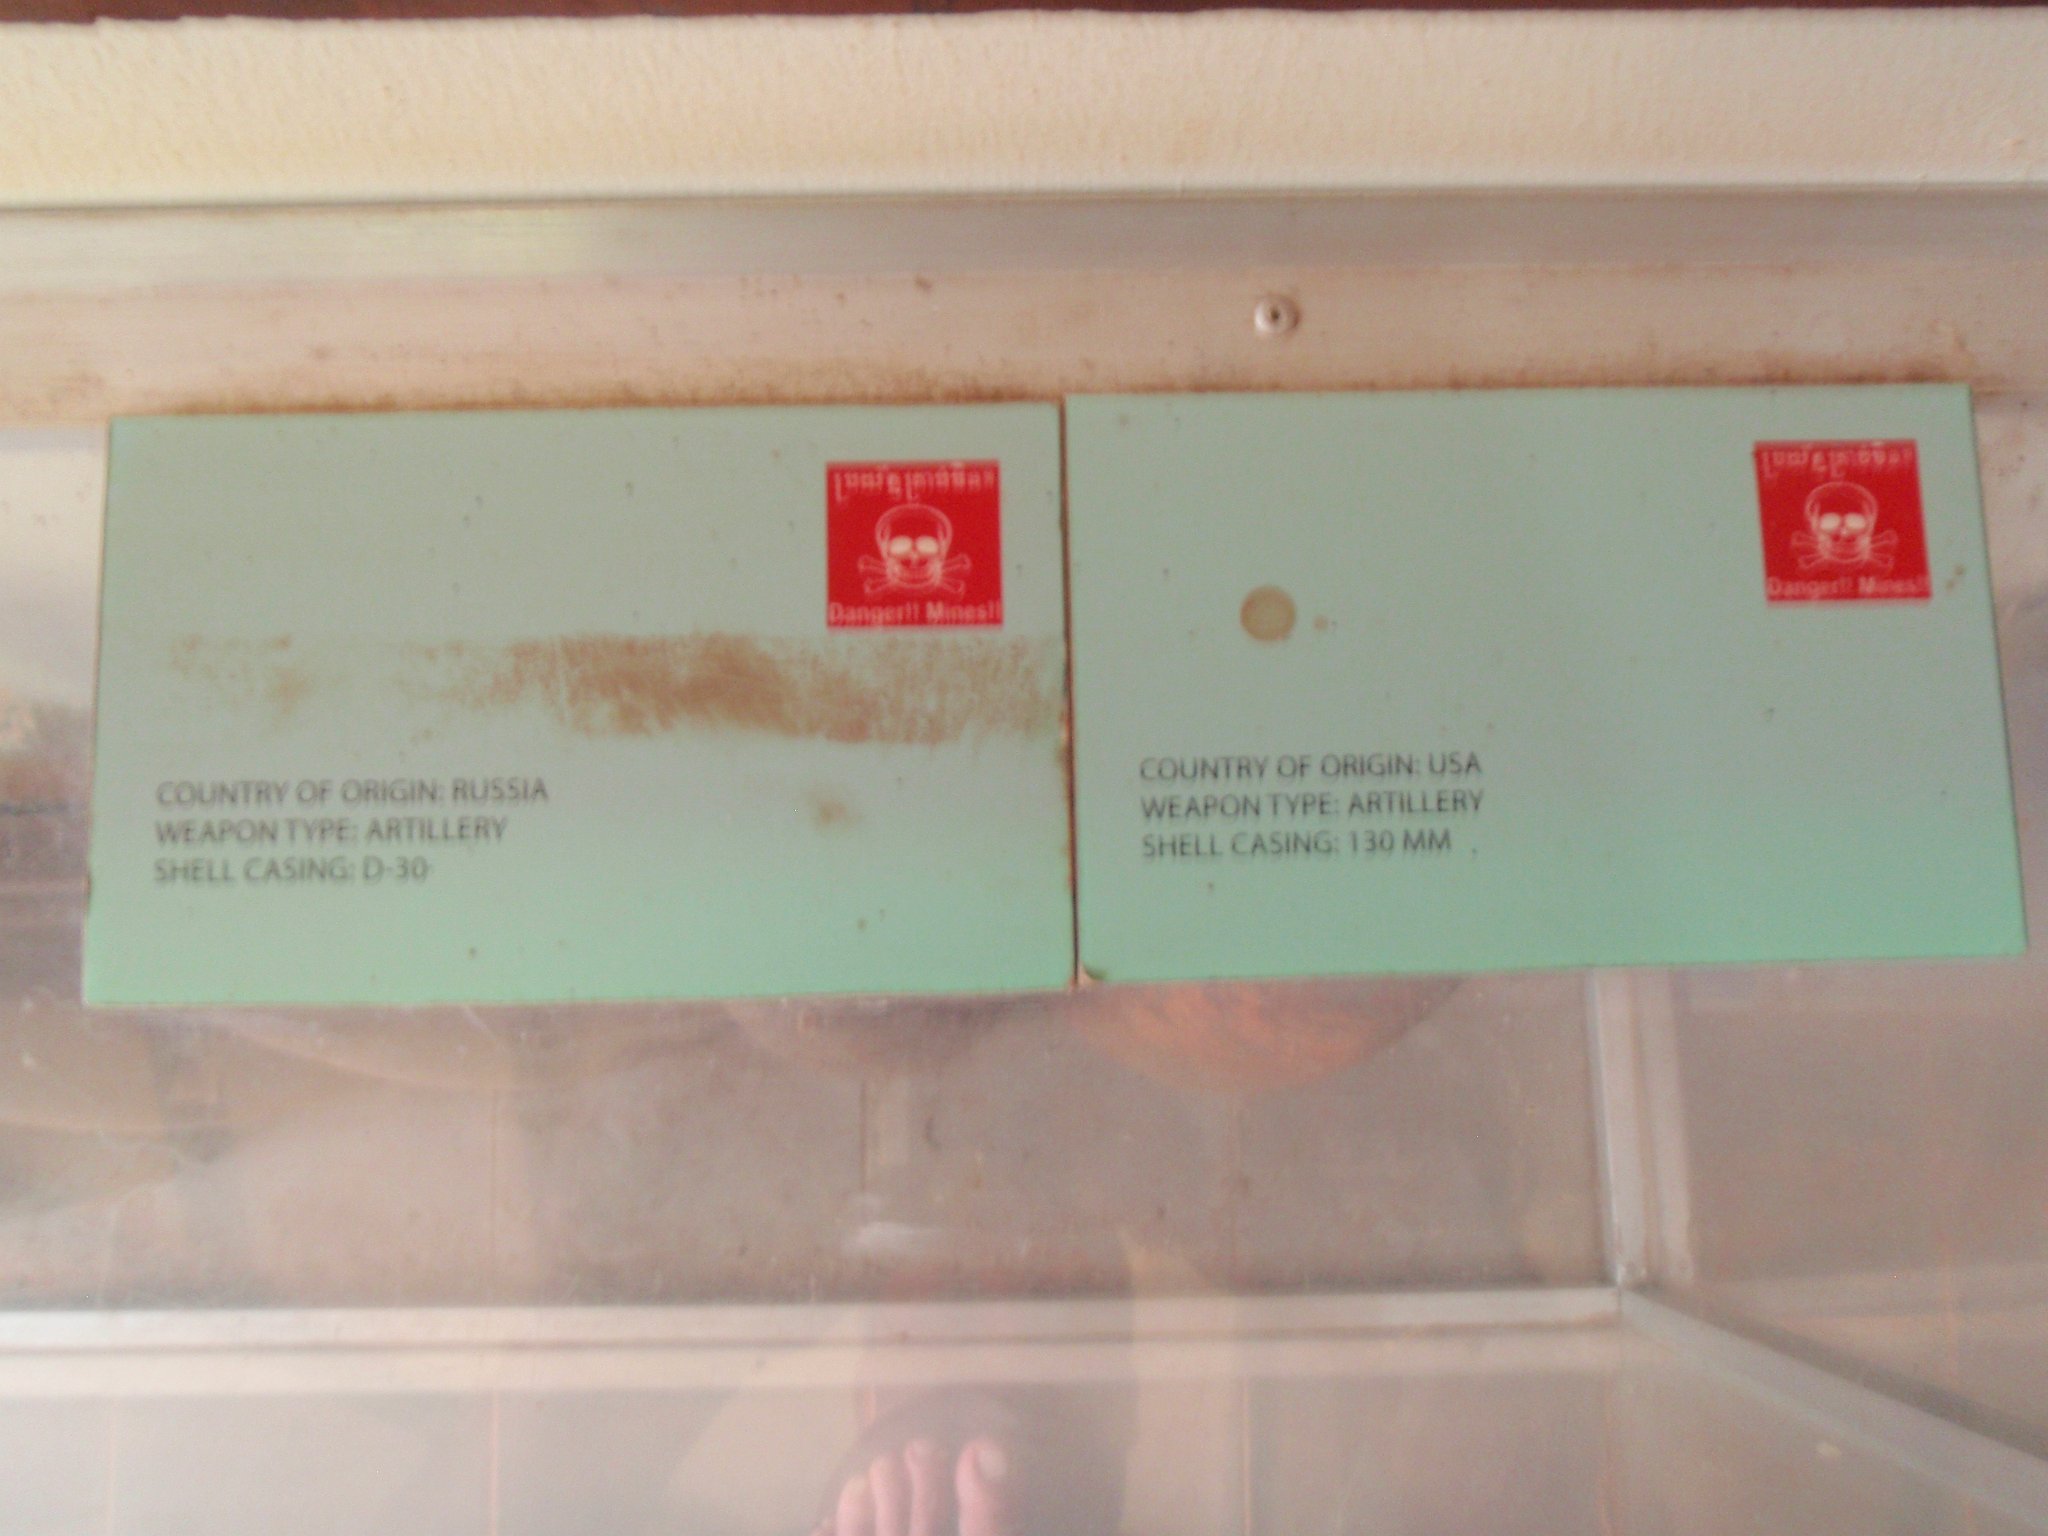 Danger!! Mines!!
COUNTRY OF ORIGIN: RUSSIA
WEAPON TYPE: ARTILLERY
SHELL CASING: D-30
Danger!! Mines!!
COUNTRY OF ORIGIN: USA
WEAPON TYPE: ARTILLERY
SHELL CASING: 130 MM